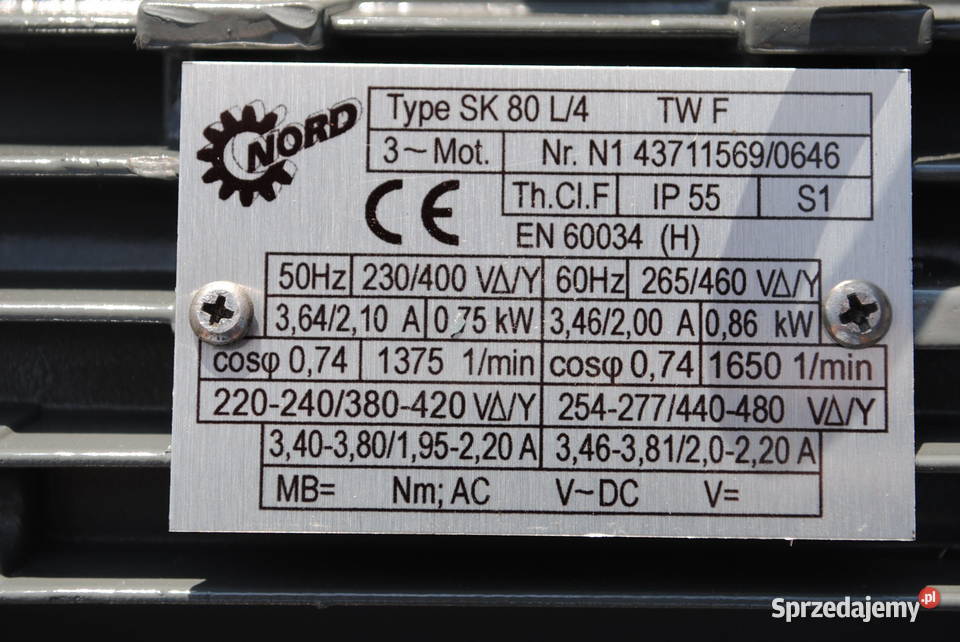 NORD
Type SK 80 L/4 TW F
3~Mot. Nr. N1 43711569/0646
Th.Cl.F IP 55 S1
CE EN 60034 (H)
50Hz 230/400 VΔ/Y 60Hz 265/460 VΔ/Y
3,64/2,10 A 0,75 kW 3,46/2,00 A 0,86 kW
cosφ 0,74 1375 1/min cosφ 0,74 1650 1/min
220-240/380-420 VΔ/Y 254-277/440-480 VΔ/Y
3,40-3,80/1,95-2,20 A 3,46-3,81/2,0-2,20 A
MB= Nm; AC V~DC V=
Sprzedajemy.pl